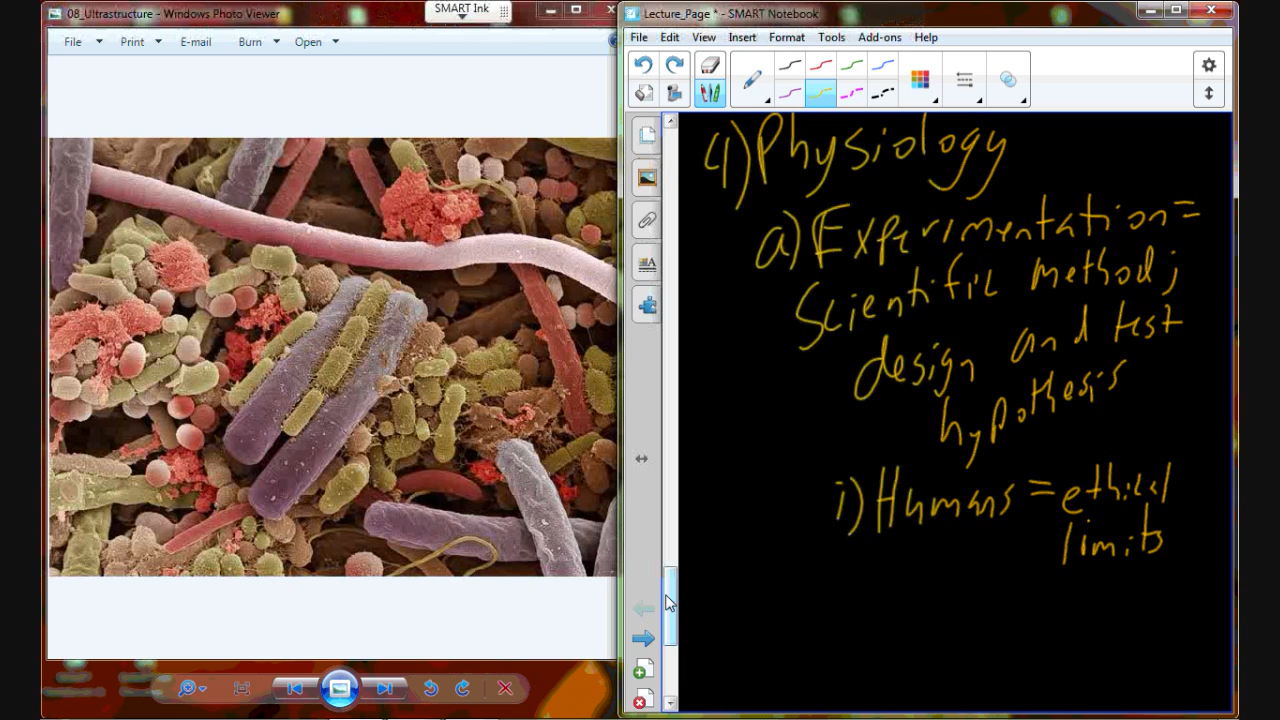 08_Ultrastructure - Windows Photo Viewer
SMART Ink
File Print E-mail Burn Open
Lecture_Page * - SMART Notebook
File Edit View Insert Format Tools Add-ons Help
4) Physiology
a) Experimentation =
Scientific method;
design and test
hypothesis
i) Humans = ethical
limits